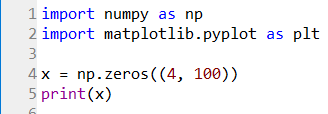 1 import numpy as np
2 import matplotlib.pyplot as plt
3
4 x = np.zeros((4, 100))
5 print(x)